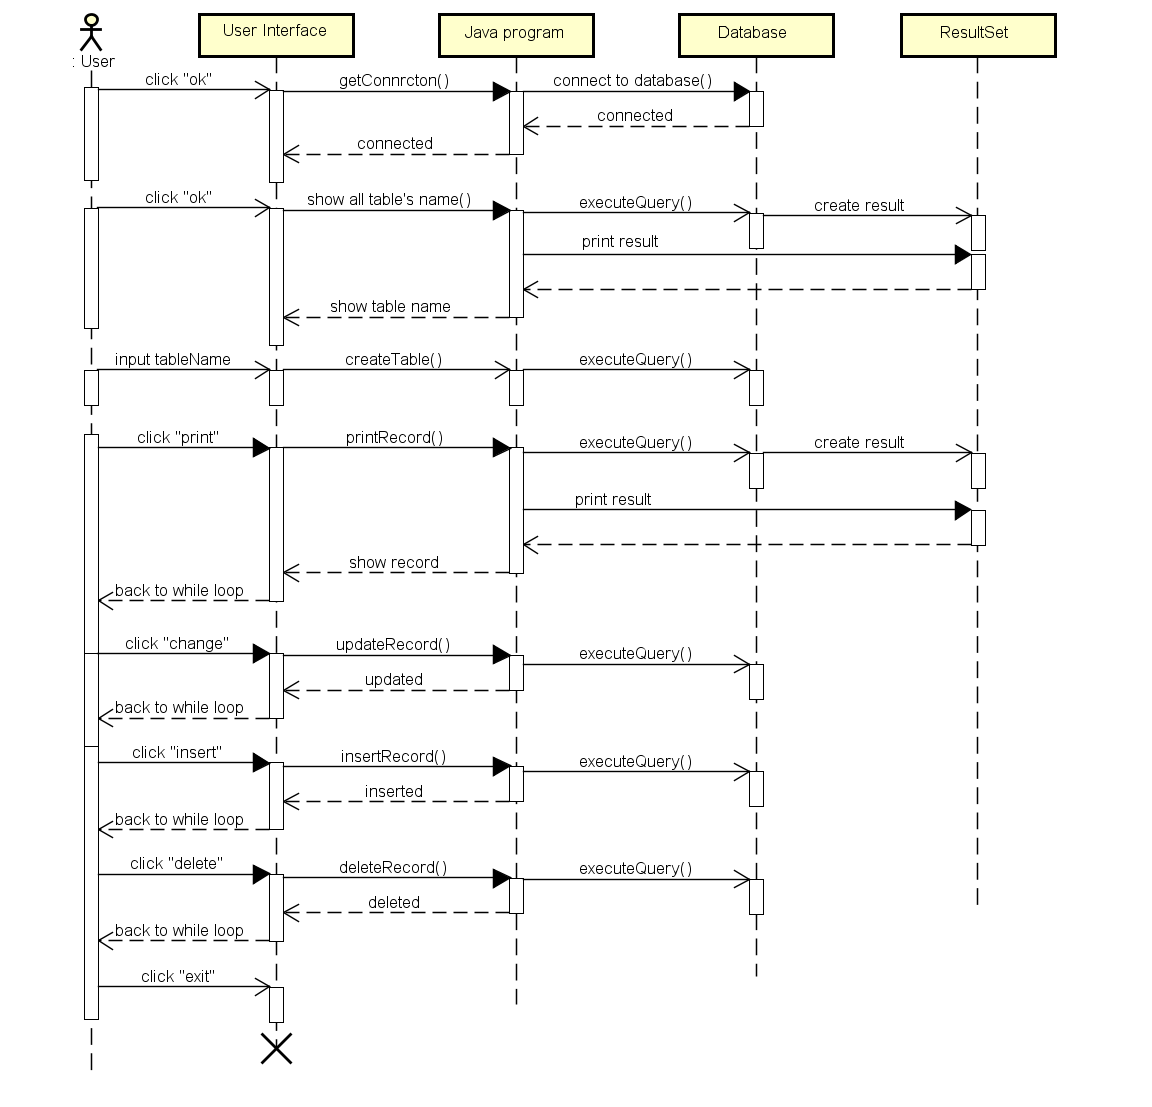 : User
User Interface
Java program
Database
ResultSet
click "ok"
getConnrcton()
connect to database()
connected
connected
click "ok"
show all table's name()
executeQuery()
create result
print result
show table name
input tableName
createTable()
executeQuery()
click "print"
printRecord()
executeQuery()
create result
print result
show record
back to while loop
click "change"
updateRecord()
executeQuery()
updated
back to while loop
click "insert"
insertRecord()
executeQuery()
inserted
back to while loop
click "delete"
deleteRecord()
executeQuery()
deleted
back to while loop
click "exit"